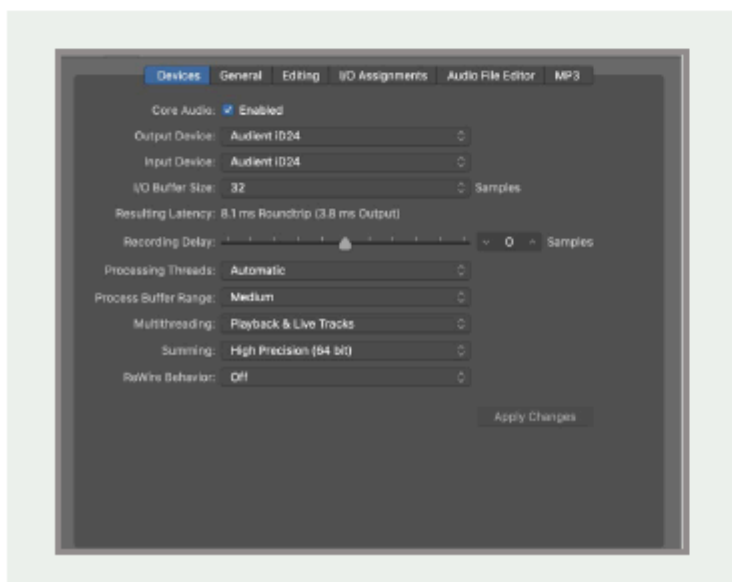 Devices General Editing I/O Assignments Audio File Editor MP3
Core Audio: Enabled
Output Device: Audient iD24
Input Device: Audient iD24
I/O Buffer Size: 32 Samples
Resulting Latency: 8.1 ms Roundtrip (3.8 ms Output)
Recording Delay: 0 Samples
Processing Threads: Automatic
Process Buffer Range: Medium
Multithreading: Playback & Live Tracks
Summing: High Precision (64 bit)
ReWire Behavior: Off
Apply Changes